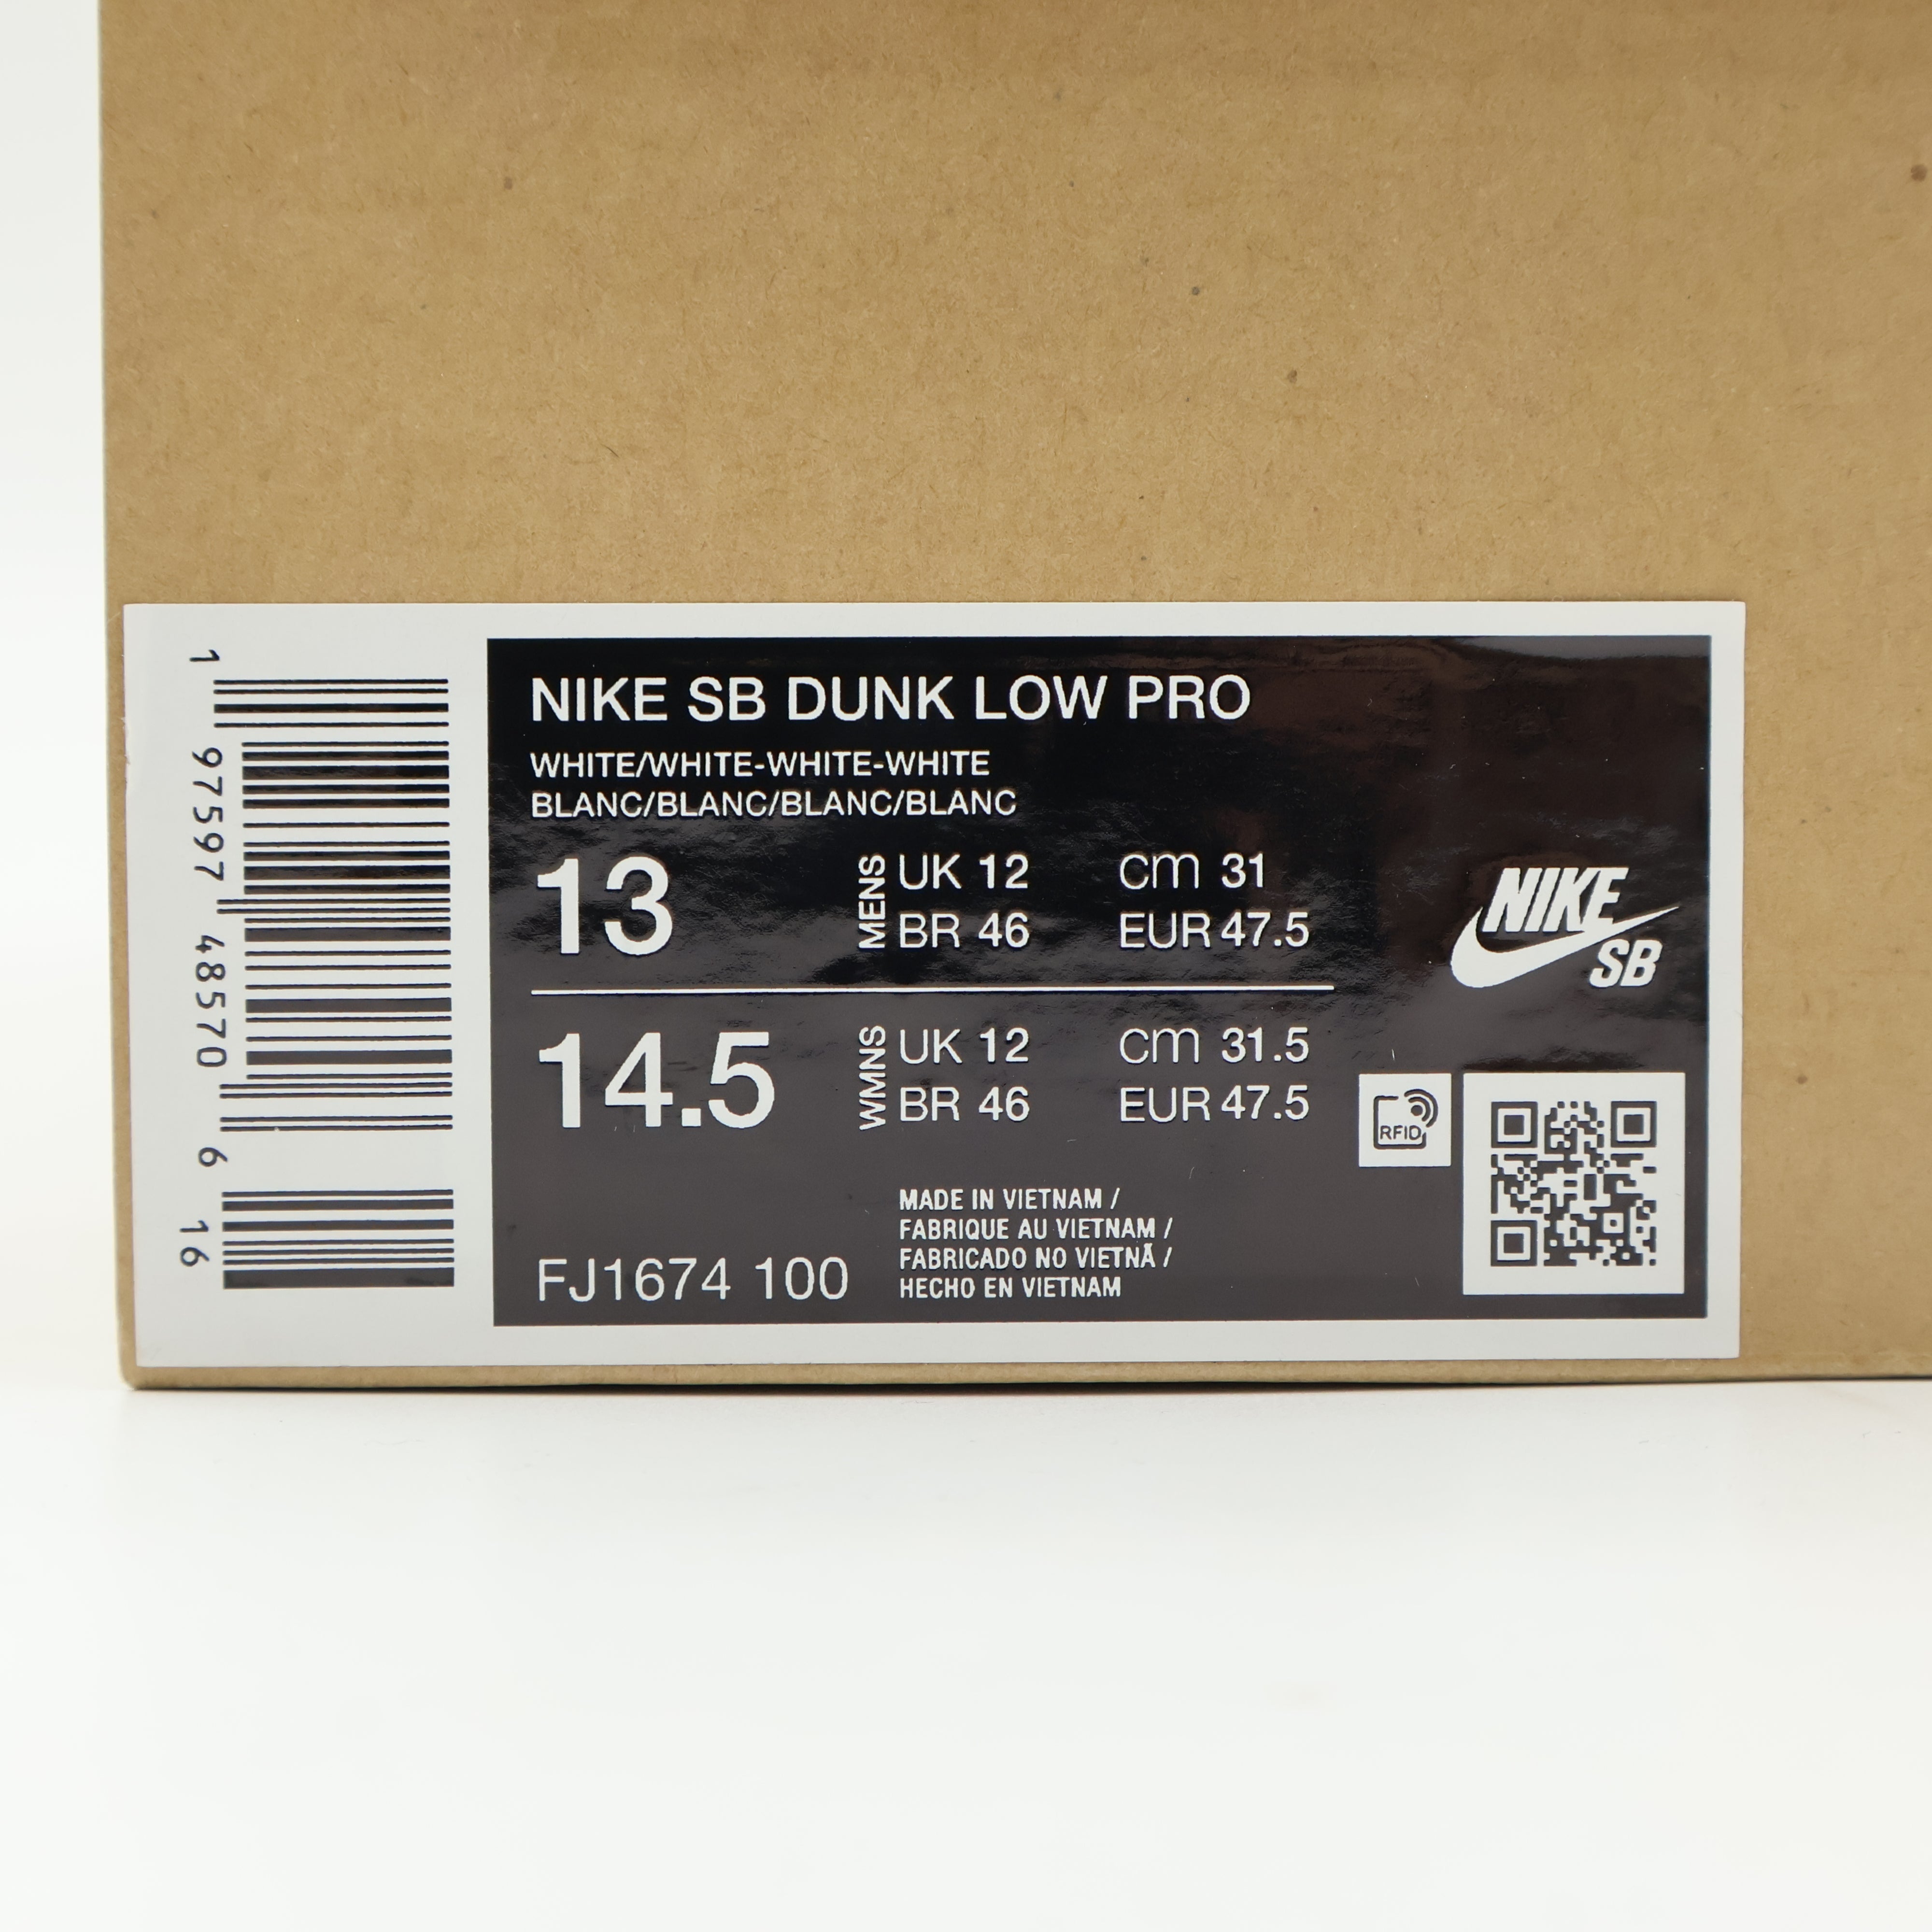 NIKE SB DUNK LOW PRO
WHITE/WHITE-WHITE-WHITE
BLANC/BLANC/BLANC/BLANC
13 MENS UK 12 cm 31
BR 46 EUR 47.5
14.5 WMNS UK 12 cm 31.5
BR 46 EUR 47.5
FJ1674 100
MADE IN VIETNAM /
FABRIQUE AU VIETNAM /
FABRICADO NO VIETNÃ /
HECHO EN VIETNAM
NIKE
SB
RFID
1 97597 48570 6 16